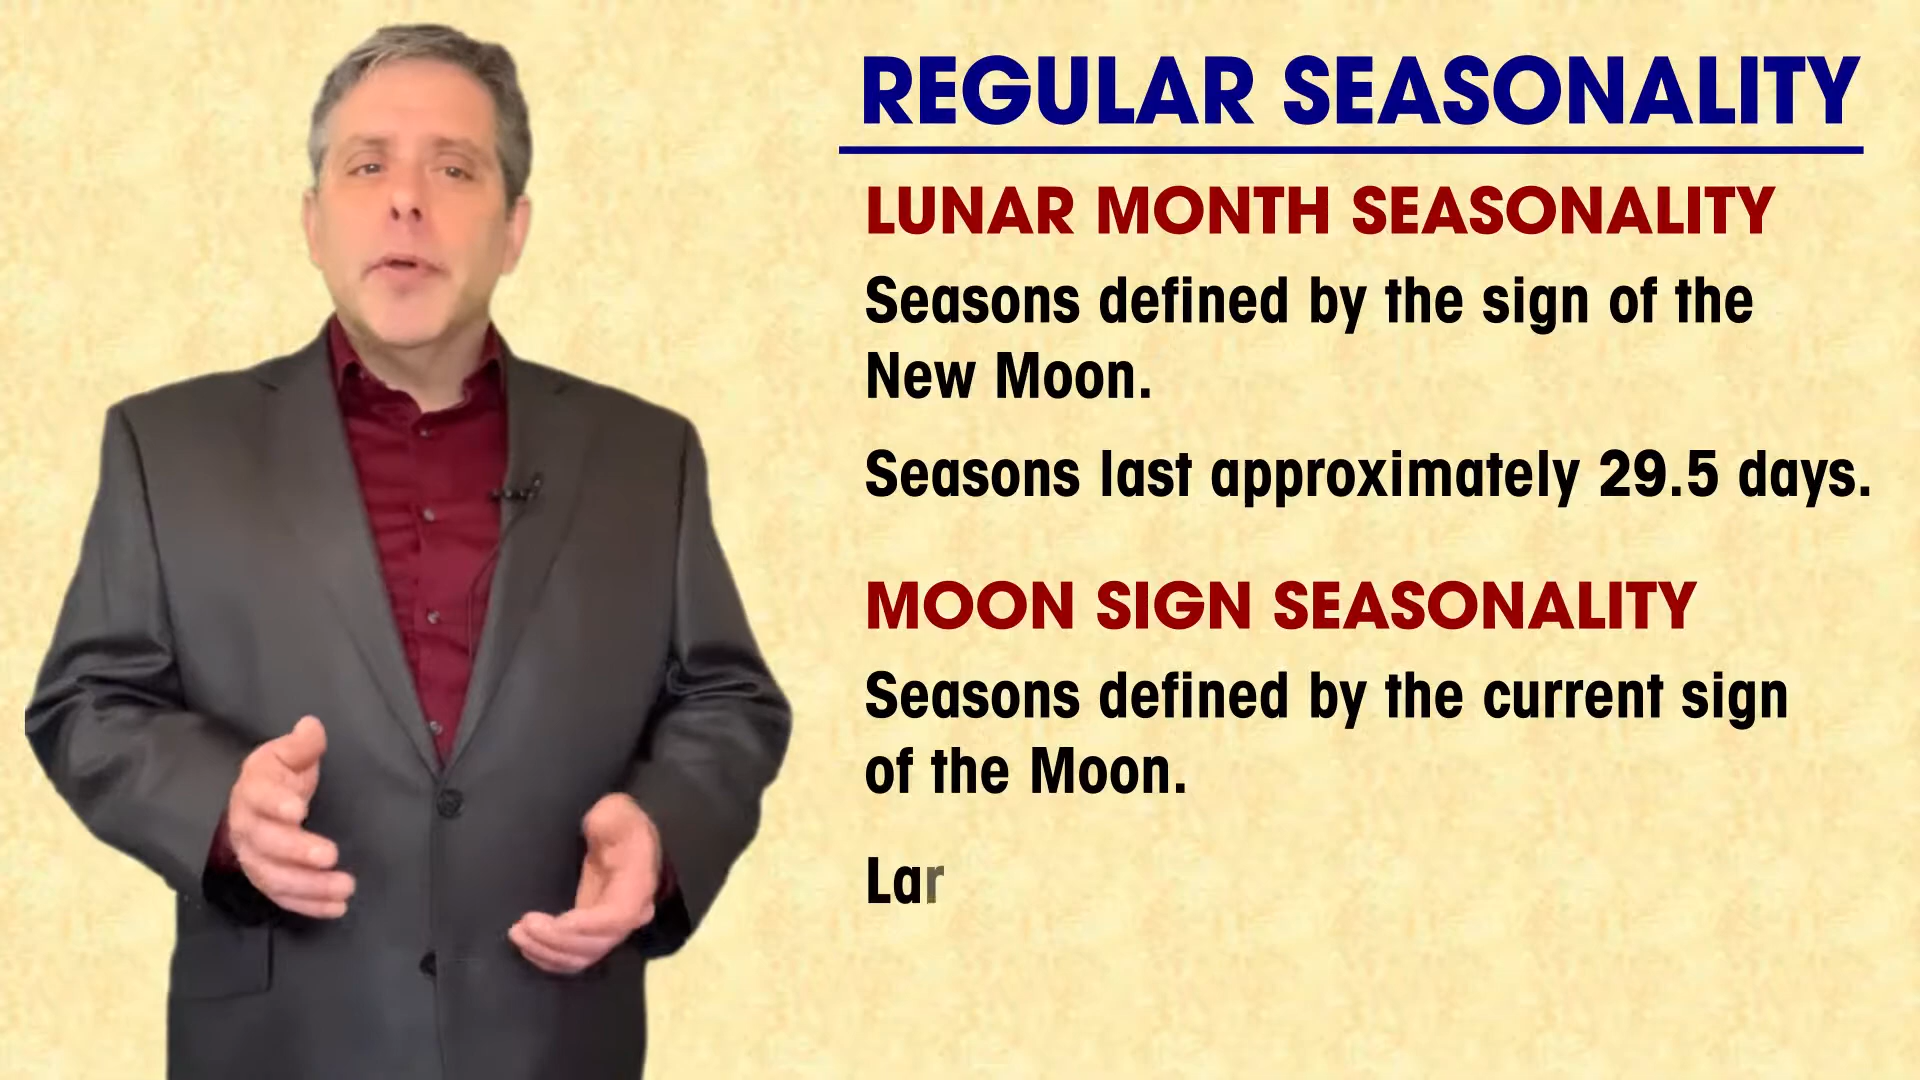 REGULAR SEASONALITY
LUNAR MONTH SEASONALITY
Seasons defined by the sign of the
New Moon.
Seasons last approximately 29.5 days.
MOON SIGN SEASONALITY
Seasons defined by the current sign
of the Moon.
Lar